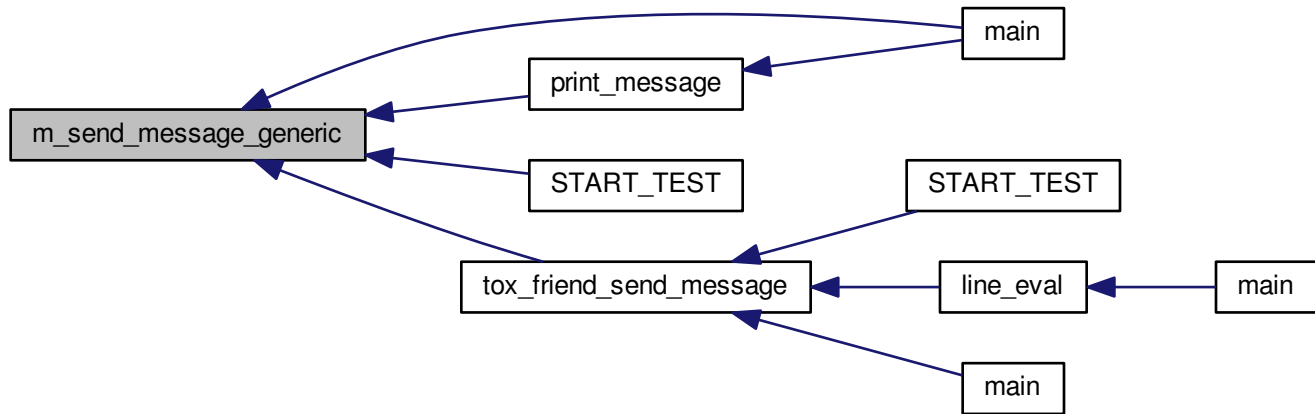 main
print_message
m_send_message_generic
START_TEST
START_TEST
tox_friend_send_message
line_eval
main
main